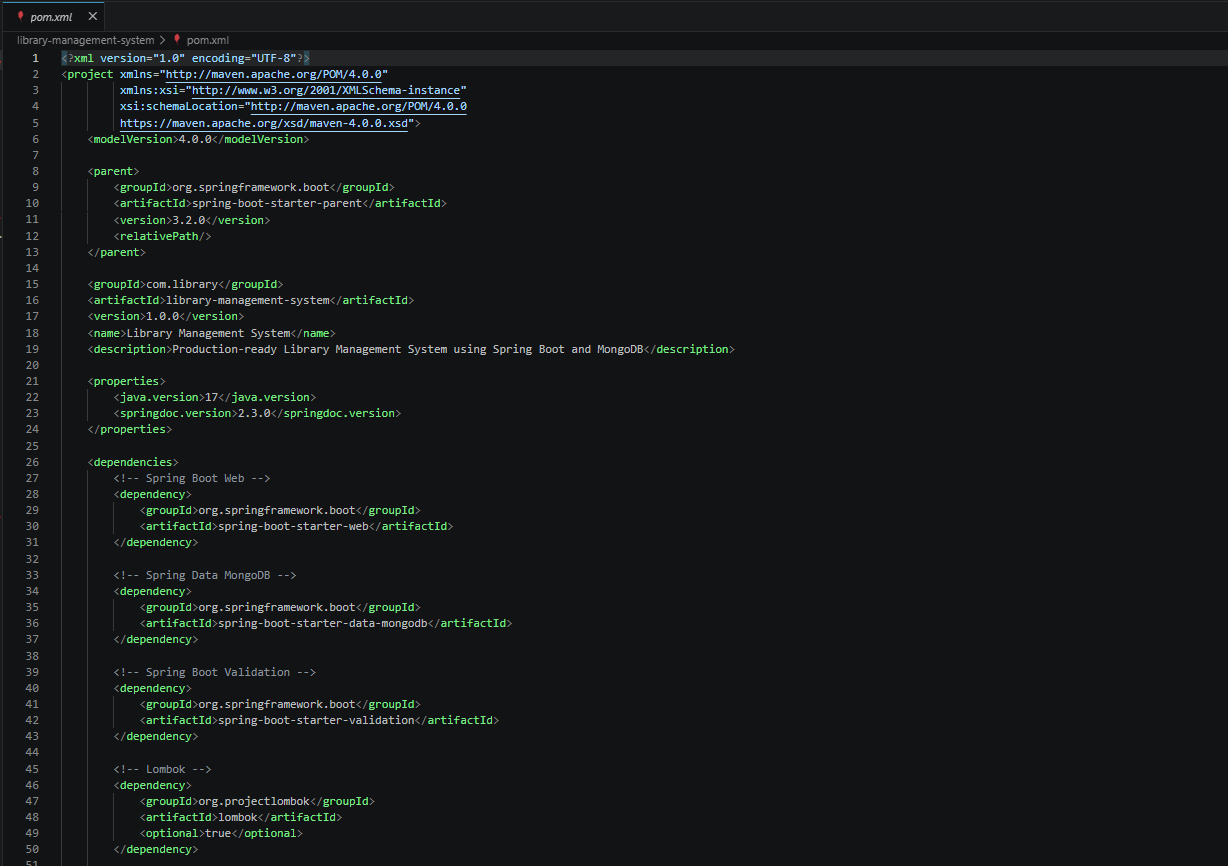 pom.xml
library-management-system > pom.xml
1 <?xml version="1.0" encoding="UTF-8"?>
2 <project xmlns="http://maven.apache.org/POM/4.0.0"
3 xmlns:xsi="http://www.w3.org/2001/XMLSchema-instance"
4 xsi:schemaLocation="http://maven.apache.org/POM/4.0.0
5 https://maven.apache.org/xsd/maven-4.0.0.xsd">
6 <modelVersion>4.0.0</modelVersion>
7
8 <parent>
9 <groupId>org.springframework.boot</groupId>
10 <artifactId>spring-boot-starter-parent</artifactId>
11 <version>3.2.0</version>
12 <relativePath/>
13 </parent>
14
15 <groupId>com.library</groupId>
16 <artifactId>library-management-system</artifactId>
17 <version>1.0.0</version>
18 <name>Library Management System</name>
19 <description>Production-ready Library Management System using Spring Boot and MongoDB</description>
20
21 <properties>
22 <java.version>17</java.version>
23 <springdoc.version>2.3.0</springdoc.version>
24 </properties>
25
26 <dependencies>
27 <!-- Spring Boot Web -->
28 <dependency>
29 <groupId>org.springframework.boot</groupId>
30 <artifactId>spring-boot-starter-web</artifactId>
31 </dependency>
32
33 <!-- Spring Data MongoDB -->
34 <dependency>
35 <groupId>org.springframework.boot</groupId>
36 <artifactId>spring-boot-starter-data-mongodb</artifactId>
37 </dependency>
38
39 <!-- Spring Boot Validation -->
40 <dependency>
41 <groupId>org.springframework.boot</groupId>
42 <artifactId>spring-boot-starter-validation</artifactId>
43 </dependency>
44
45 <!-- Lombok -->
46 <dependency>
47 <groupId>org.projectlombok</groupId>
48 <artifactId>lombok</artifactId>
49 <optional>true</optional>
50 </dependency>
51